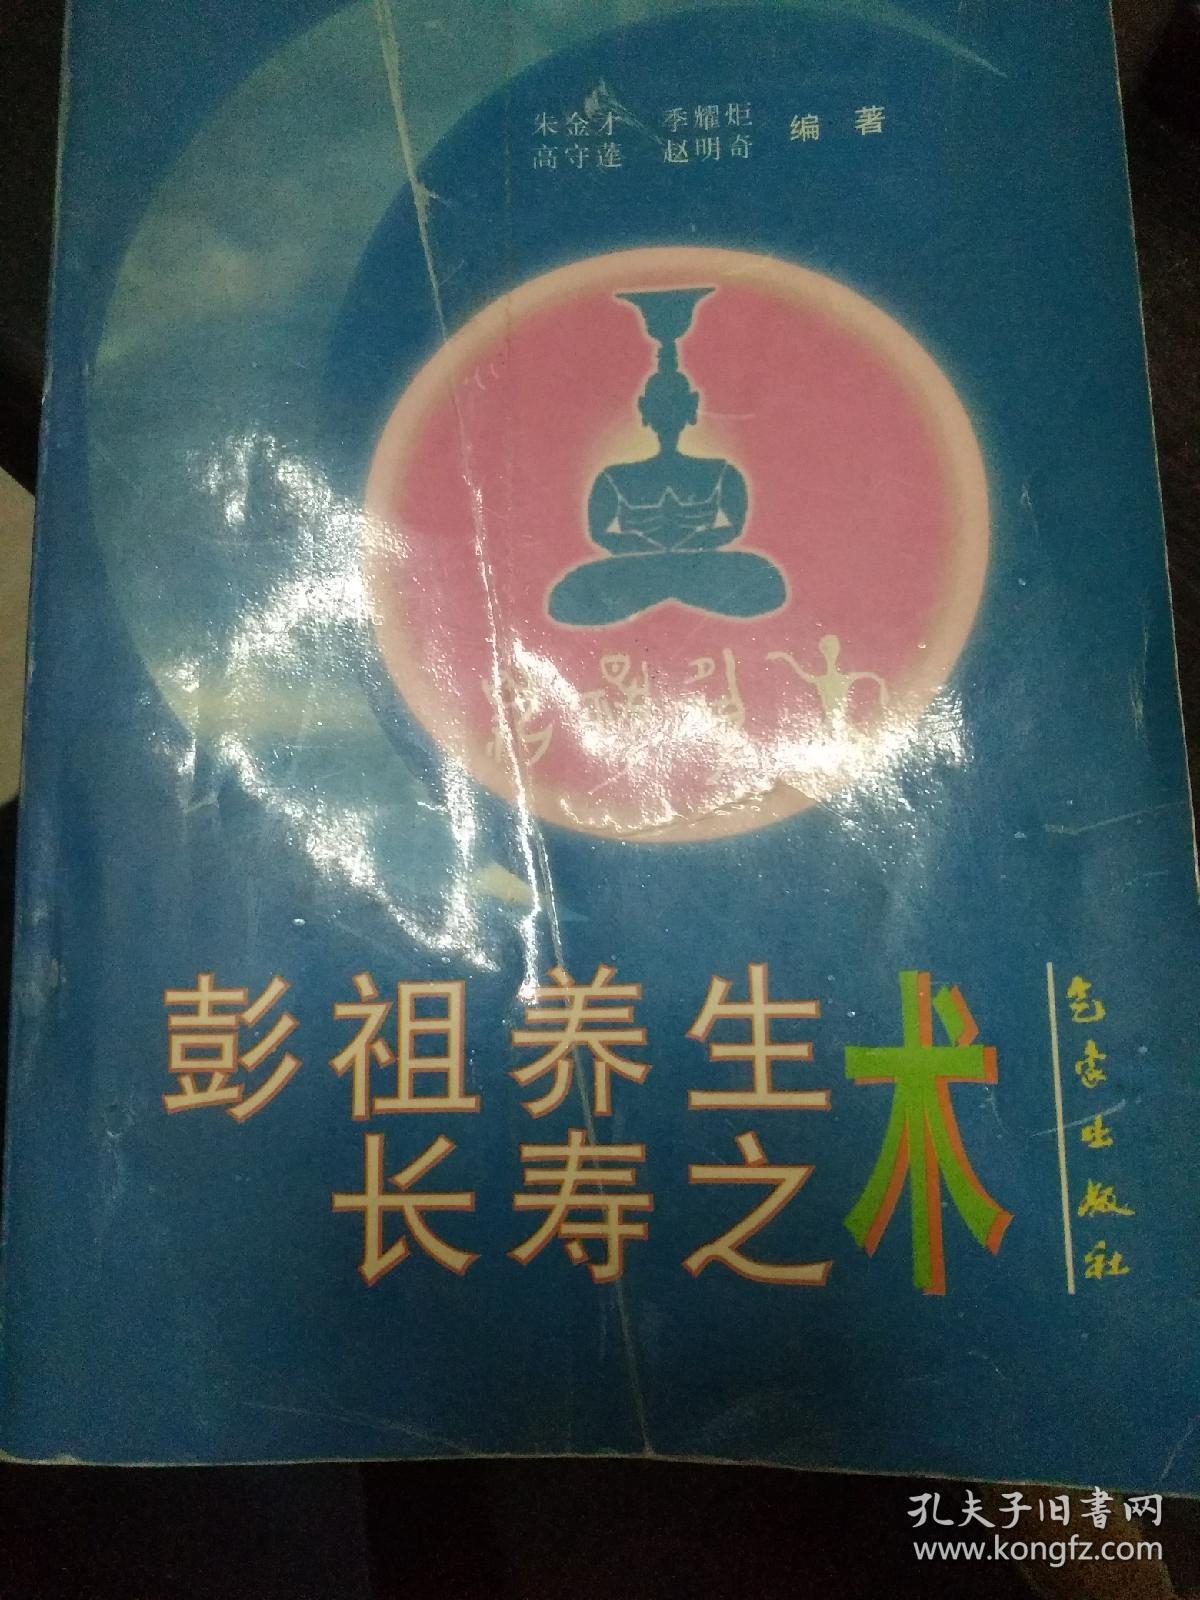 朱金才 季耀炬 编著
高守莲 赵明奇
彭祖养生
长寿之术
气象出版社
孔夫子旧书网
www.kongfz.com